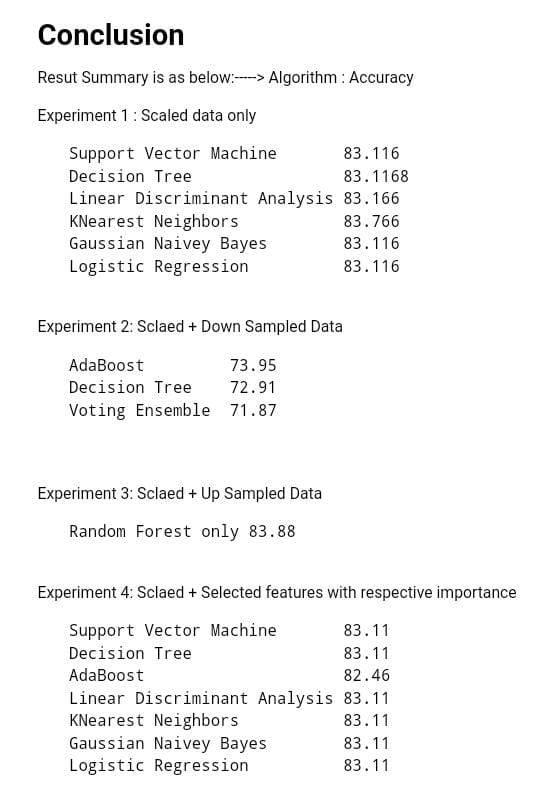 Conclusion
Resut Summary is as below:-----> Algorithm : Accuracy
Experiment 1 : Scaled data only
Support Vector Machine 83.116
Decision Tree 83.1168
Linear Discriminant Analysis 83.166
KNearest Neighbors 83.766
Gaussian Naivey Bayes 83.116
Logistic Regression 83.116
Experiment 2: Sclaed + Down Sampled Data
AdaBoost 73.95
Decision Tree 72.91
Voting Ensemble 71.87
Experiment 3: Sclaed + Up Sampled Data
Random Forest only 83.88
Experiment 4: Sclaed + Selected features with respective importance
Support Vector Machine 83.11
Decision Tree 83.11
AdaBoost 82.46
Linear Discriminant Analysis 83.11
KNearest Neighbors 83.11
Gaussian Naivey Bayes 83.11
Logistic Regression 83.11